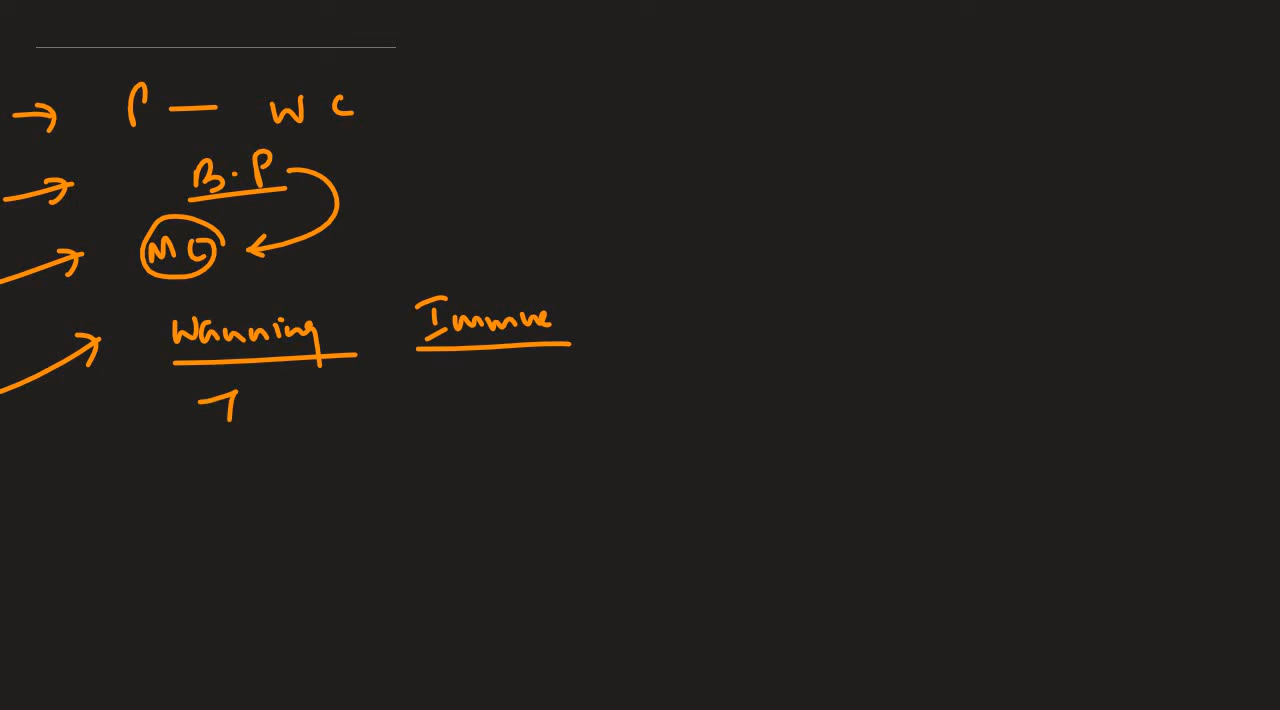 → P — W C
→ B.P
→ MC
→ Wanning Immune